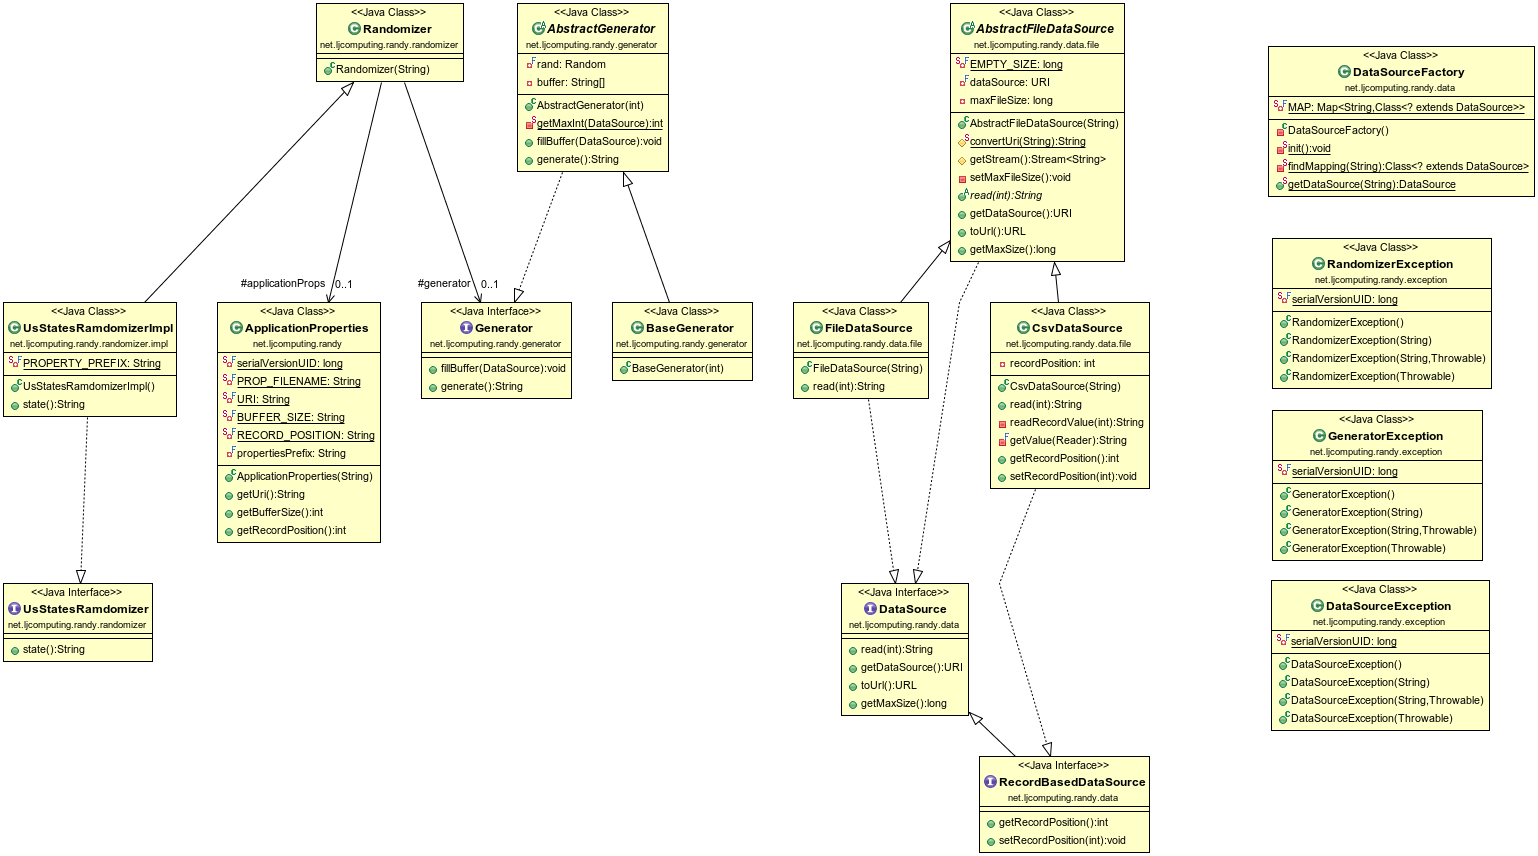 <<Java Class>>
Randomizer
net.ljcomputing.randy.randomizer
Randomizer(String)
<<Java Class>>
AbstractGenerator
net.ljcomputing.randy.generator
rand: Random
buffer: String[]
AbstractGenerator(int)
getMaxInt(DataSource):int
fillBuffer(DataSource):void
generate():String
<<Java Class>>
AbstractFileDataSource
net.ljcomputing.randy.data.file
EMPTY_SIZE: long
dataSource: URI
maxFileSize: long
AbstractFileDataSource(String)
convertUri(String):String
getStream():Stream<String>
setMaxFileSize():void
read(int):String
getDataSource():URI
toUrl():URL
getMaxSize():long
<<Java Class>>
DataSourceFactory
net.ljcomputing.randy.data
MAP: Map<String,Class<? extends DataSource>>
DataSourceFactory()
init():void
findMapping(String):Class<? extends DataSource>
getDataSource(String):DataSource
<<Java Class>>
RandomizerException
net.ljcomputing.randy.exception
serialVersionUID: long
RandomizerException()
RandomizerException(String)
RandomizerException(String,Throwable)
RandomizerException(Throwable)
#applicationProps 0..1
#generator 0..1
<<Java Class>>
UsStatesRamdomizerImpl
net.ljcomputing.randy.randomizer.impl
PROPERTY_PREFIX: String
UsStatesRamdomizerImpl()
state():String
<<Java Class>>
ApplicationProperties
net.ljcomputing.randy
serialVersionUID: long
PROP_FILENAME: String
URI: String
BUFFER_SIZE: String
RECORD_POSITION: String
propertiesPrefix: String
ApplicationProperties(String)
getUri():String
getBufferSize():int
getRecordPosition():int
<<Java Interface>>
Generator
net.ljcomputing.randy.generator
fillBuffer(DataSource):void
generate():String
<<Java Class>>
BaseGenerator
net.ljcomputing.randy.generator
BaseGenerator(int)
<<Java Class>>
FileDataSource
net.ljcomputing.randy.data.file
FileDataSource(String)
read(int):String
<<Java Class>>
CsvDataSource
net.ljcomputing.randy.data.file
recordPosition: int
CsvDataSource(String)
read(int):String
readRecordValue(int):String
getValue(Reader):String
getRecordPosition():int
setRecordPosition(int):void
<<Java Class>>
GeneratorException
net.ljcomputing.randy.exception
serialVersionUID: long
GeneratorException()
GeneratorException(String)
GeneratorException(String,Throwable)
GeneratorException(Throwable)
<<Java Interface>>
UsStatesRamdomizer
net.ljcomputing.randy.randomizer
state():String
<<Java Interface>>
DataSource
net.ljcomputing.randy.data
read(int):String
getDataSource():URI
toUrl():URL
getMaxSize():long
<<Java Class>>
DataSourceException
net.ljcomputing.randy.exception
serialVersionUID: long
DataSourceException()
DataSourceException(String)
DataSourceException(String,Throwable)
DataSourceException(Throwable)
<<Java Interface>>
RecordBasedDataSource
net.ljcomputing.randy.data
getRecordPosition():int
setRecordPosition(int):void